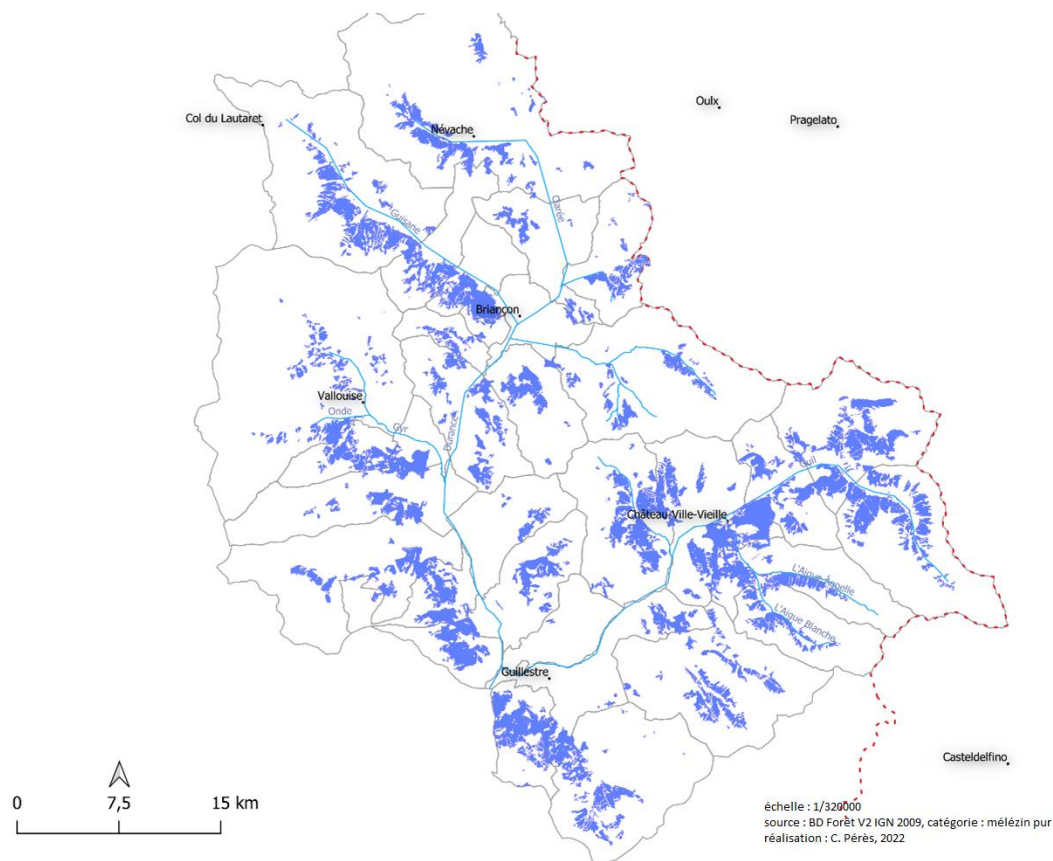 Oulx
Pragelato
Col du Lautaret
Névache
Clarée
Guisane
Briançon
Vallouise
Onde
Gyr
Durance
Guil
Château-Ville-Vieille
L'Aigue Agnelle
L'Aigue Blanche
Guillestre
Casteldelfino
0 7,5 15 km
échelle : 1/320000
source : BD Forêt V2 IGN 2009, catégorie : mélézin pur
réalisation : C. Pérès, 2022